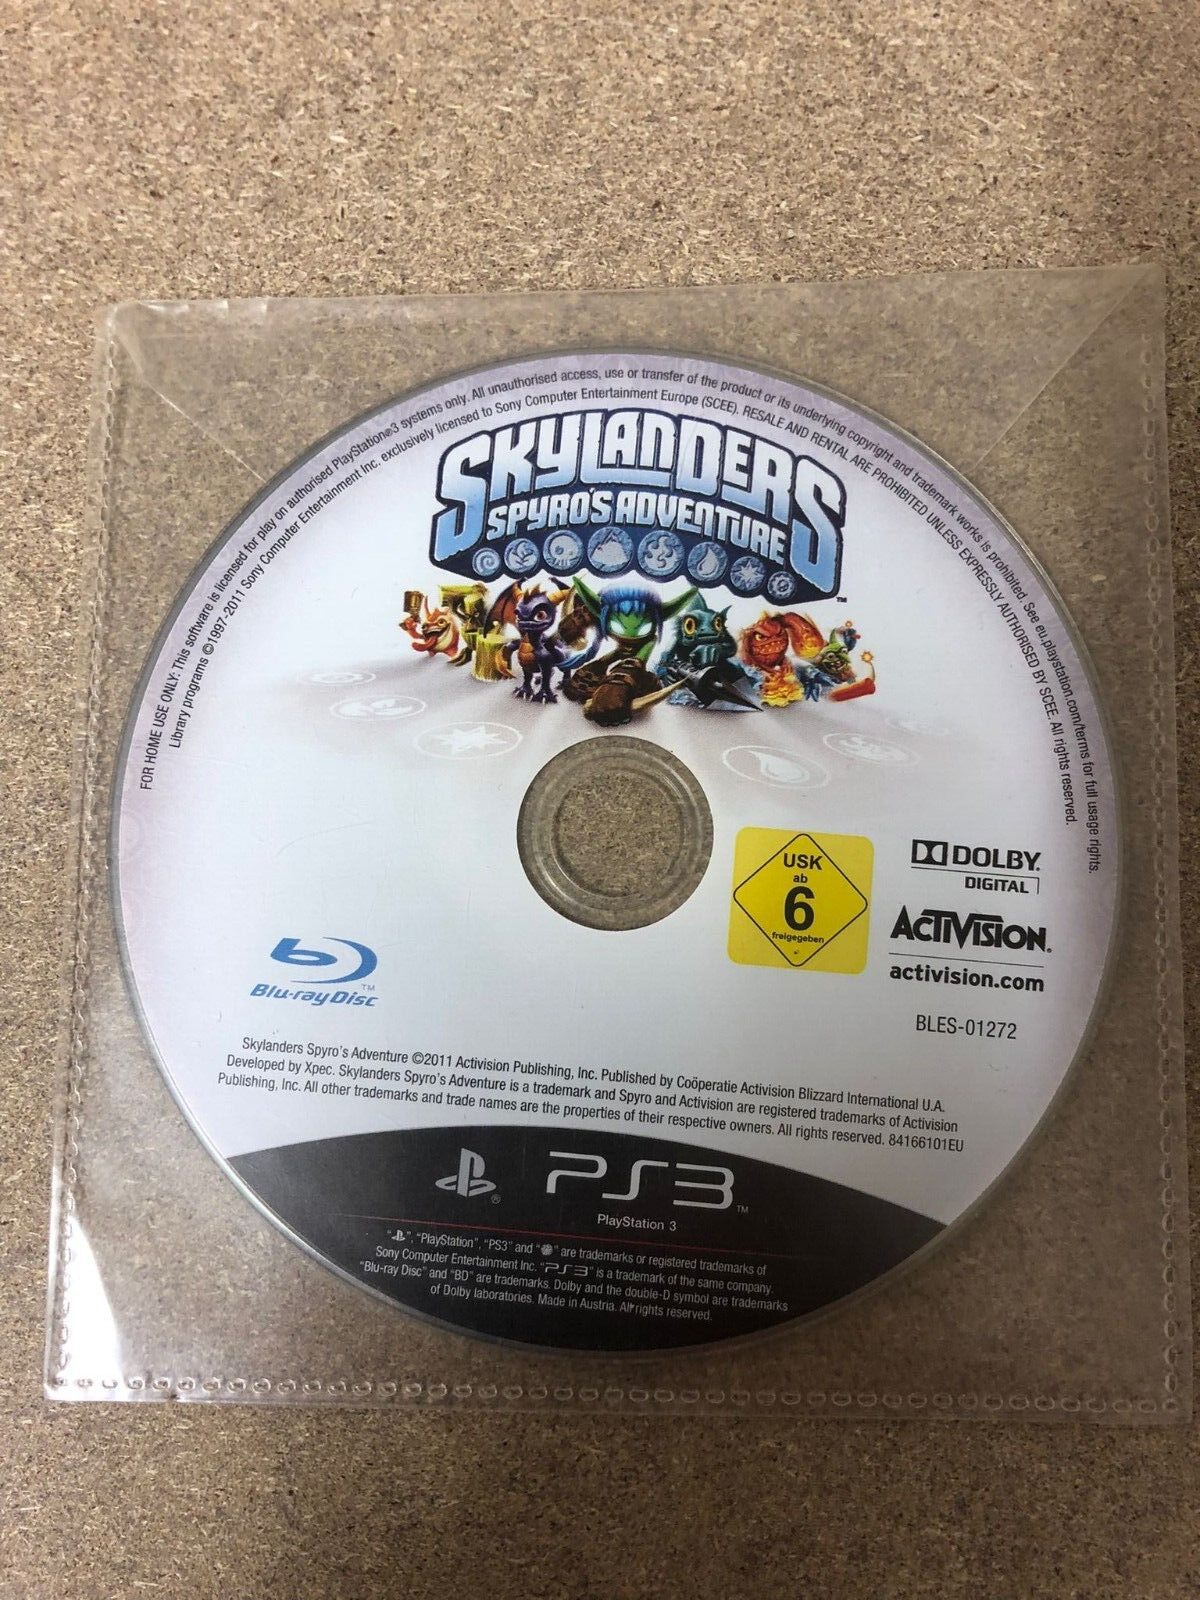 FOR HOME USE ONLY: This software is licensed for play on authorised PlayStation®3 systems only. All unauthorised access, use or transfer of the product or its underlying copyright and trademark works is prohibited. See eu.playstation.com/terms for full usage rights.
Library programs ©1997-2011 Sony Computer Entertainment Inc. exclusively licensed to Sony Computer Entertainment Europe (SCEE). RESALE AND RENTAL ARE PROHIBITED UNLESS EXPRESSLY AUTHORISED BY SCEE. All rights reserved.
SKYLANDERS
SPYRO'S ADVENTURE
TM
USK
ab
6
freigegeben
DOLBY
DIGITAL
ACTIVISION®
activision.com
BLES-01272
Blu-ray Disc TM
Skylanders Spyro's Adventure ©2011 Activision Publishing, Inc. Published by Coöperatie Activision Blizzard International U.A.
Developed by Xpec. Skylanders Spyro's Adventure is a trademark and Spyro and Activision are registered trademarks of Activision
Publishing, Inc. All other trademarks and trade names are the properties of their respective owners. All rights reserved. 84166101EU
® PS3 TM
PlayStation 3
" ", "PlayStation", "PS3" and " " are trademarks or registered trademarks of
Sony Computer Entertainment Inc. "PS3" is a trademark of the same company.
"Blu-ray Disc" and "BD" are trademarks. Dolby and the double-D symbol are trademarks
of Dolby laboratories. Made in Austria. All rights reserved.